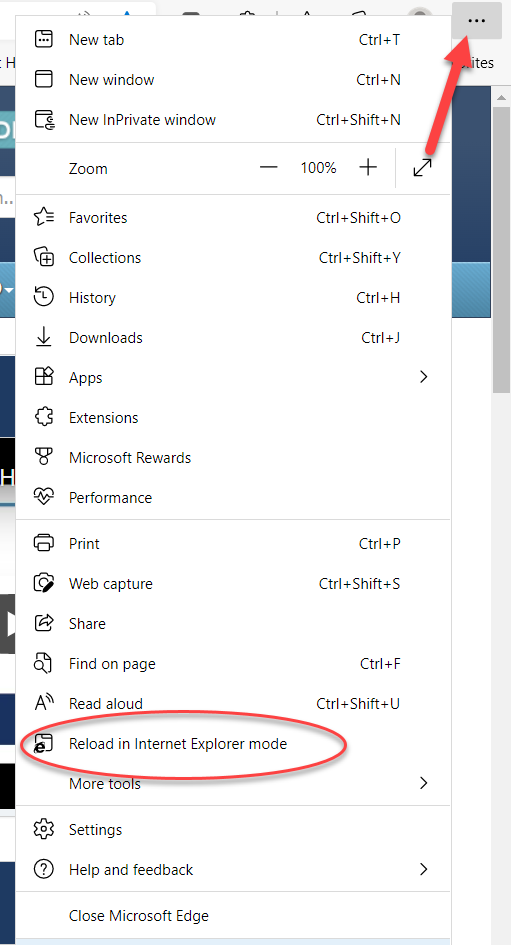 New tab Ctrl+T
New window Ctrl+N
New InPrivate window Ctrl+Shift+N
Zoom — 100% +
Favorites Ctrl+Shift+O
Collections Ctrl+Shift+Y
History Ctrl+H
Downloads Ctrl+J
Apps
Extensions
Microsoft Rewards
Performance
Print Ctrl+P
Web capture Ctrl+Shift+S
Share
Find on page Ctrl+F
Read aloud Ctrl+Shift+U
Reload in Internet Explorer mode
More tools
Settings
Help and feedback
Close Microsoft Edge